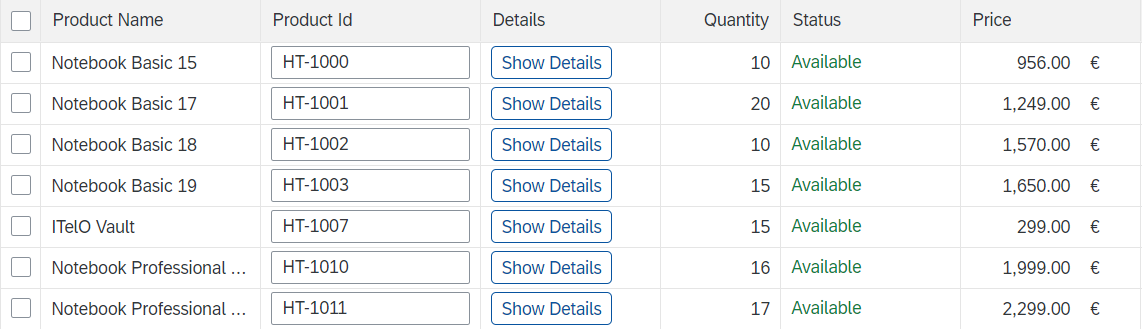 Product Name Product Id Details Quantity Status Price
Notebook Basic 15 HT-1000 Show Details 10 Available 956.00 €
Notebook Basic 17 HT-1001 Show Details 20 Available 1,249.00 €
Notebook Basic 18 HT-1002 Show Details 10 Available 1,570.00 €
Notebook Basic 19 HT-1003 Show Details 15 Available 1,650.00 €
ITelO Vault HT-1007 Show Details 15 Available 299.00 €
Notebook Professional ... HT-1010 Show Details 16 Available 1,999.00 €
Notebook Professional ... HT-1011 Show Details 17 Available 2,299.00 €